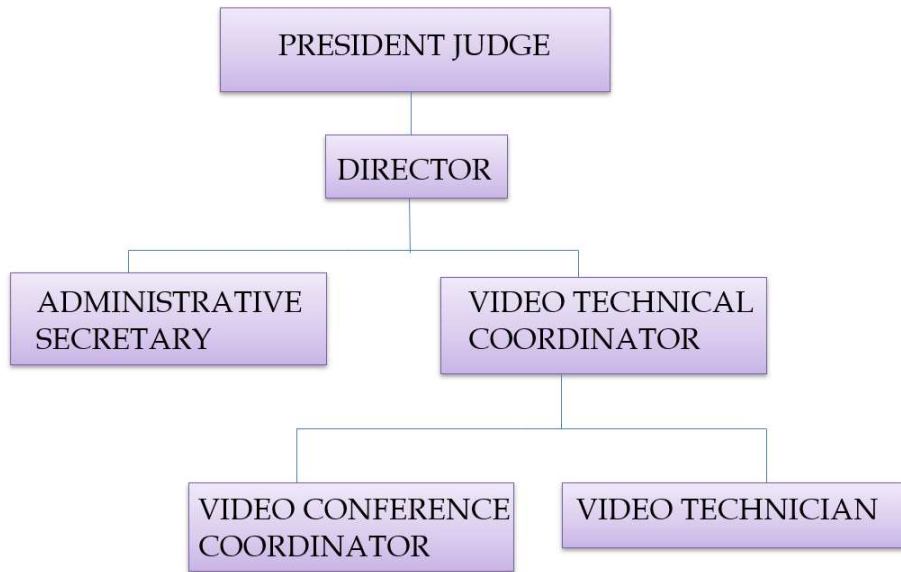 PRESIDENT JUDGE
DIRECTOR
ADMINISTRATIVE
SECRETARY
VIDEO TECHNICAL
COORDINATOR
VIDEO CONFERENCE
COORDINATOR
VIDEO TECHNICIAN